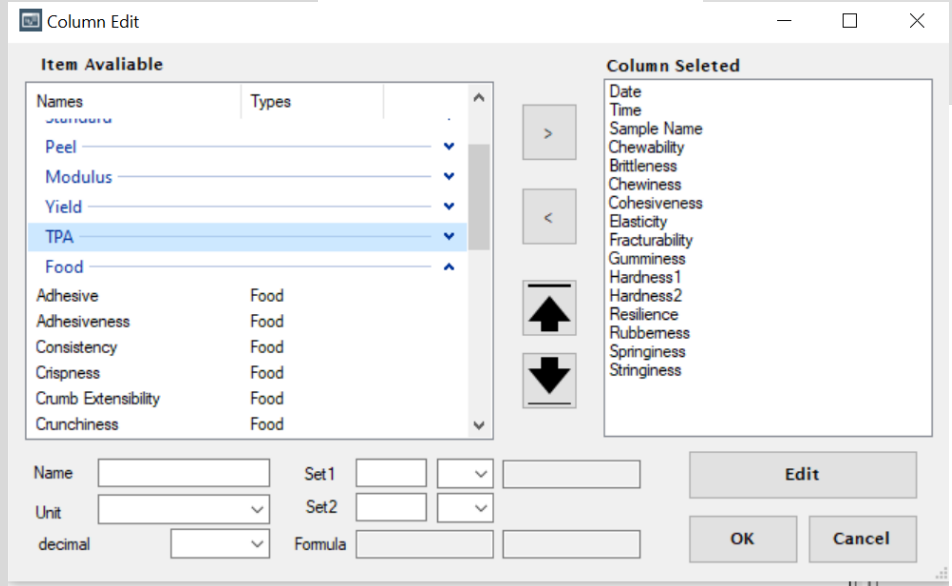 Column Edit
Item Avaliable
Names Types
Standard
Peel
Modulus
Yield
TPA
Food
Adhesive Food
Adhesiveness Food
Consistency Food
Crispness Food
Crumb Extensibility Food
Crunchiness Food
>
<
Column Seleted
Date
Time
Sample Name
Chewability
Brittleness
Chewiness
Cohesiveness
Elasticity
Fracturability
Gumminess
Hardness1
Hardness2
Resilience
Rubberness
Springiness
Stringiness
Name Set1
Unit Set2
decimal Formula
Edit
OK Cancel